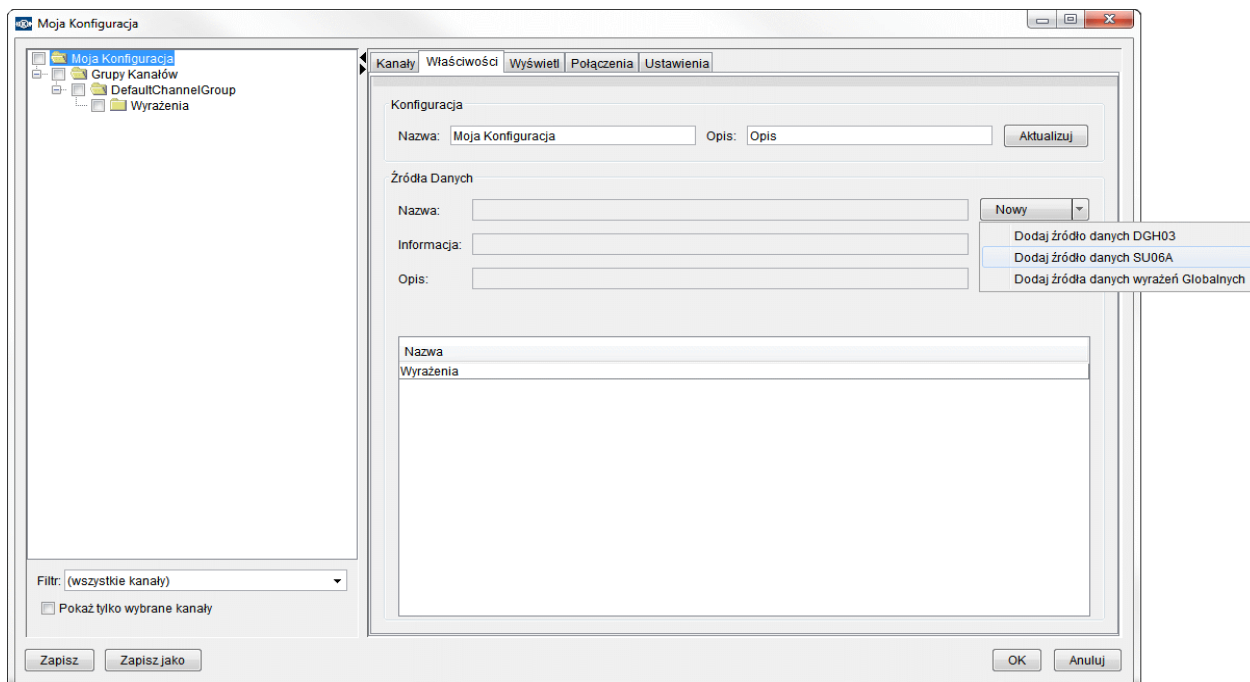 Moja Konfiguracja
Moja Konfiguracja
Grupy Kanałów
DefaultChannelGroup
Wyrażenia
Filtr: (wszystkie kanały)
Pokaż tylko wybrane kanały
Kanały Właściwości Wyświetl Połączenia Ustawienia
Konfiguracja
Nazwa: Moja Konfiguracja Opis: Opis Aktualizuj
Źródła Danych
Nazwa: Nowy
Dodaj źródło danych DGH03
Informacja:
Dodaj źródło danych SU06A
Opis:
Dodaj źródła danych wyrażeń Globalnych
Nazwa
Wyrażenia
Zapisz Zapisz jako OK Anuluj